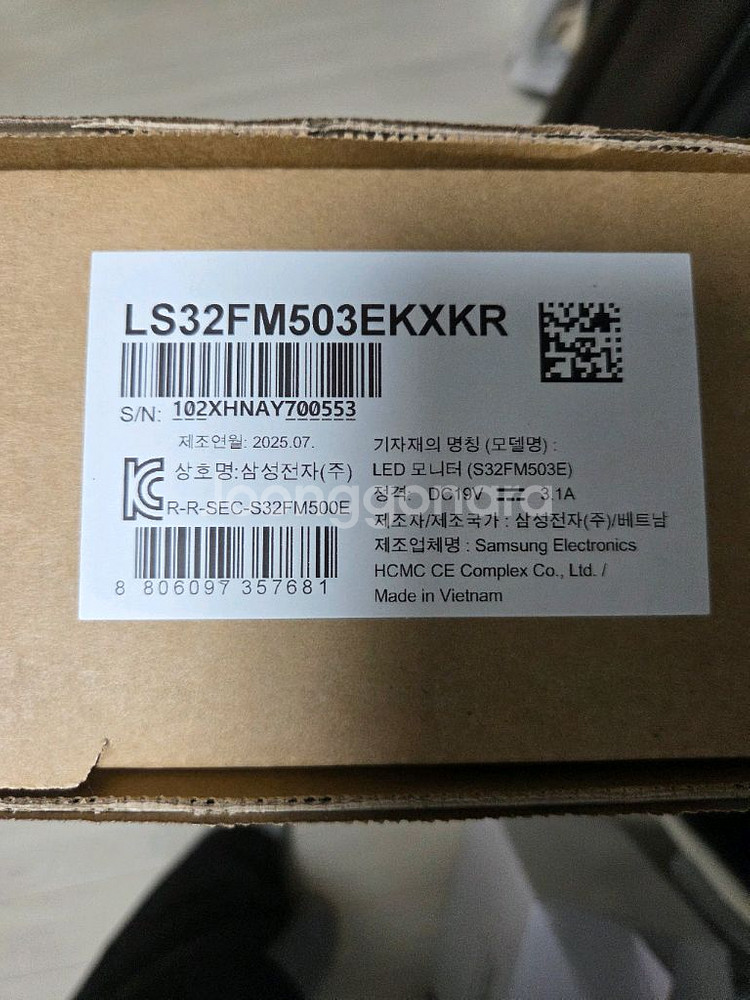 LS32FM503EKXKR
S/N: 102XHNAY700553
제조연월: 2025.07.
상호명:삼성전자(주)
R-R-SEC-S32FM500E
8 806097 357681
기자재의 명칭 (모델명) :
LED 모니터 (S32FM503E)
정격: DC19V 3.1A
제조자/제조국가 : 삼성전자(주)/베트남
제조업체명 : Samsung Electronics
HCMC CE Complex Co., Ltd. /
Made in Vietnam
joonggonara